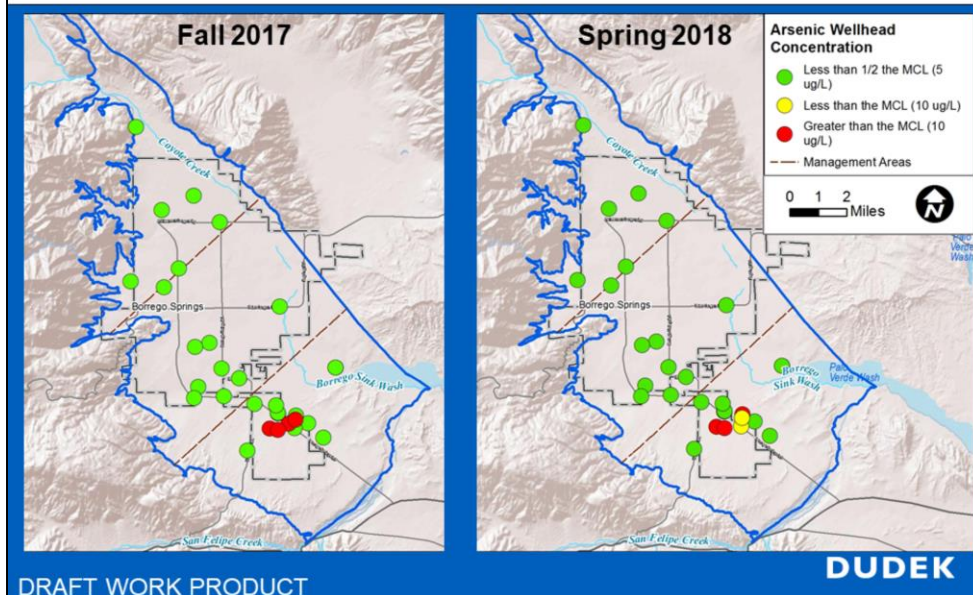 Fall 2017
Spring 2018
Arsenic Wellhead
Concentration
Less than 1/2 the MCL (5
ug/L)
Less than the MCL (10 ug/L)
Greater than the MCL (10
ug/L)
Management Areas
0 1 2
Miles
N
Coyote Creek
Borrego Springs
Borrego Sink Wash
San Felipe Creek
Coyote Creek
Borrego Springs
Borrego
Sink Wash
Palo
Verde Wash
Palo
Verde
Wash
San Felipe Creek
DRAFT WORK PRODUCT
DUDEK